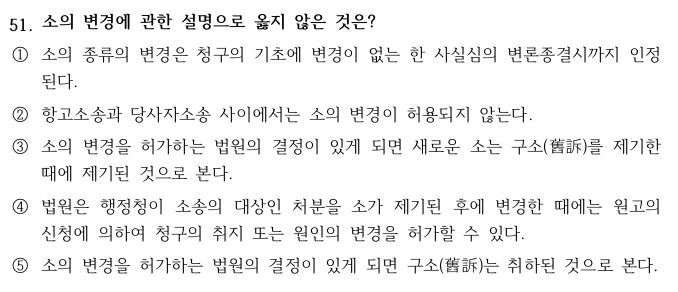 51. 소의 변경에 관한 설명으로 옳지 않은 것은?
① 소의 종류의 변경은 청구의 기초에 변경이 없는 한 사실심의 변론종결시까지 인정
된다.
② 항고소송과 당사자소송 사이에서는 소의 변경이 허용되지 않는다.
③ 소의 변경을 허가하는 법원의 결정이 있게 되면 새로운 소는 구소(舊訴)를 제기한
때에 제기된 것으로 본다.
④ 법원은 행정청이 소송의 대상인 처분을 소가 제기된 후에 변경한 때에는 원고의
신청에 의하여 청구의 취지 또는 원인의 변경을 허가할 수 있다.
⑤ 소의 변경을 허가하는 법원의 결정이 있게 되면 구소(舊訴)는 취하된 것으로 본다.